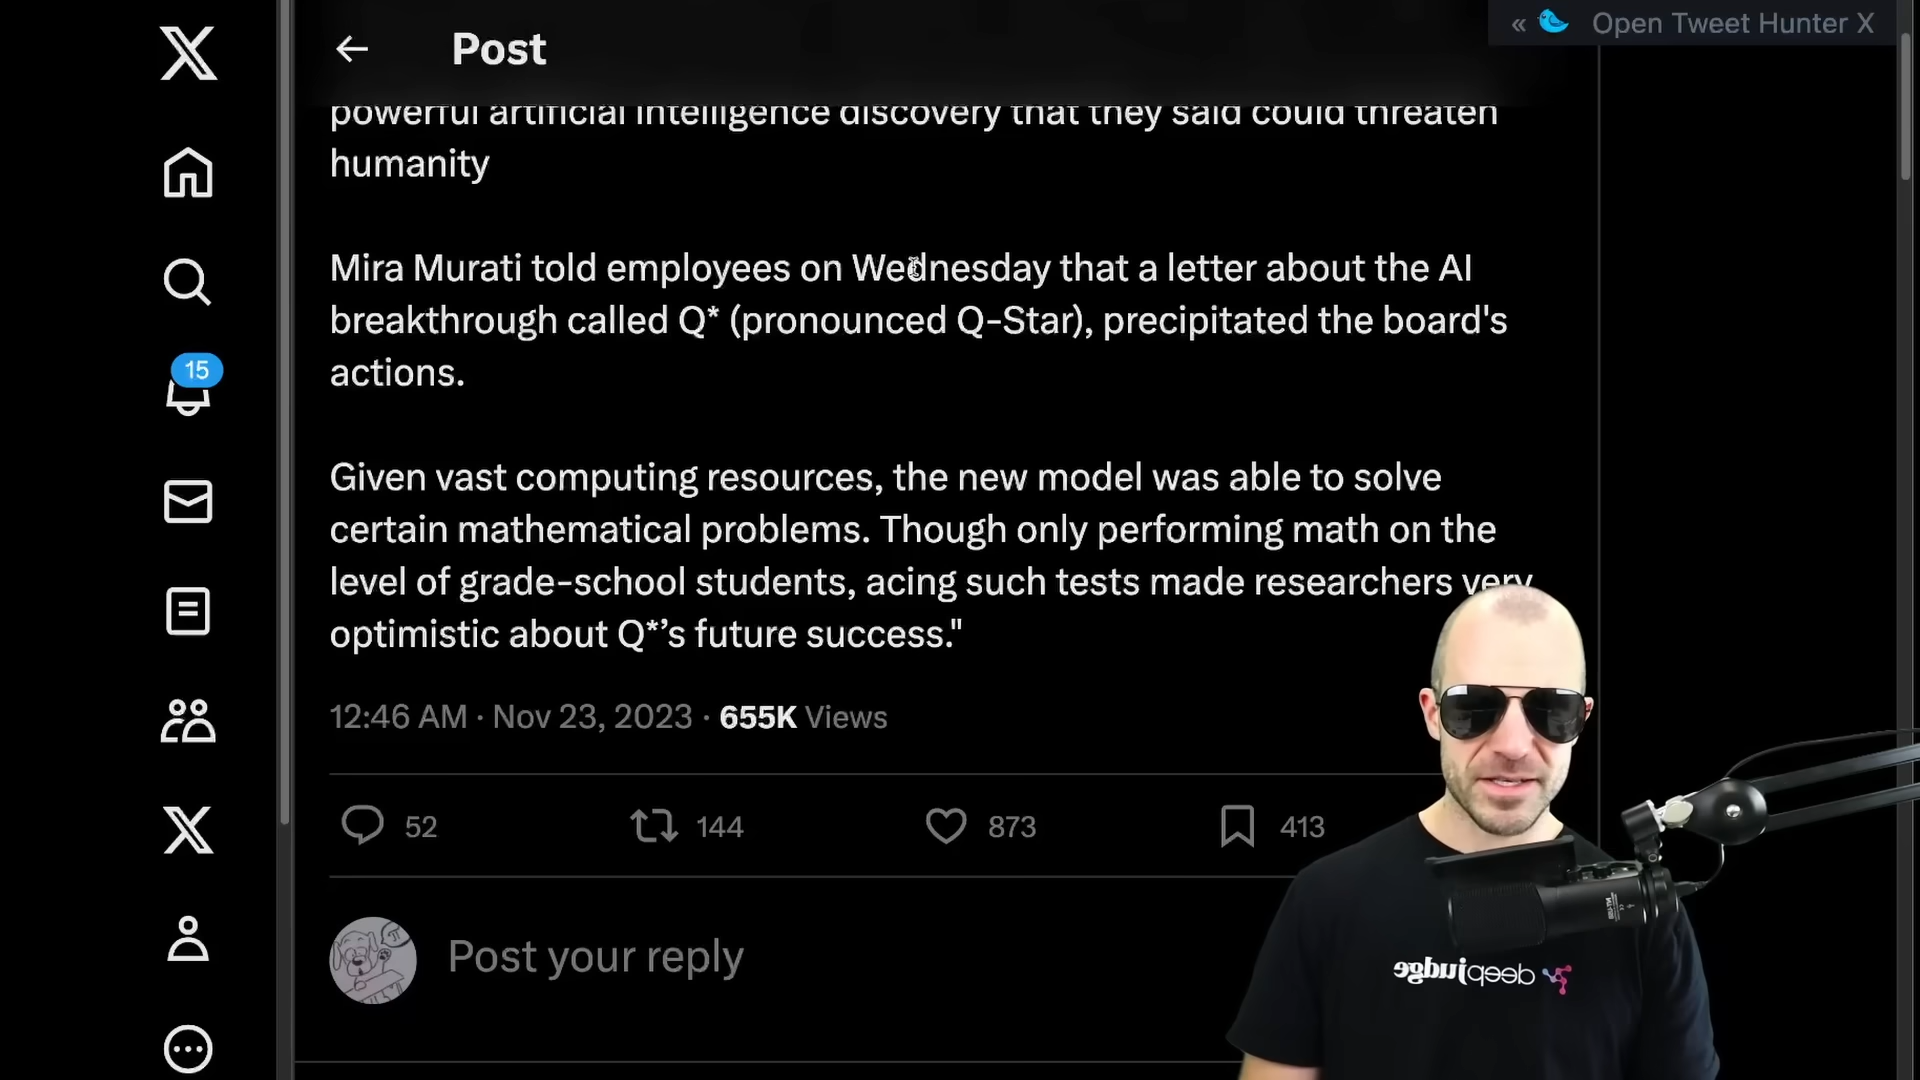 « Open Tweet Hunter X
Post
powerful artificial intelligence discovery that they said could threaten
humanity
Mira Murati told employees on Wednesday that a letter about the AI
breakthrough called Q* (pronounced Q-Star), precipitated the board's
actions.
Given vast computing resources, the new model was able to solve
certain mathematical problems. Though only performing math on the
level of grade-school students, acing such tests made researchers very
optimistic about Q*’s future success."
12:46 AM · Nov 23, 2023 · 655K Views
15
52 144 873 413
Post your reply
deepjudge